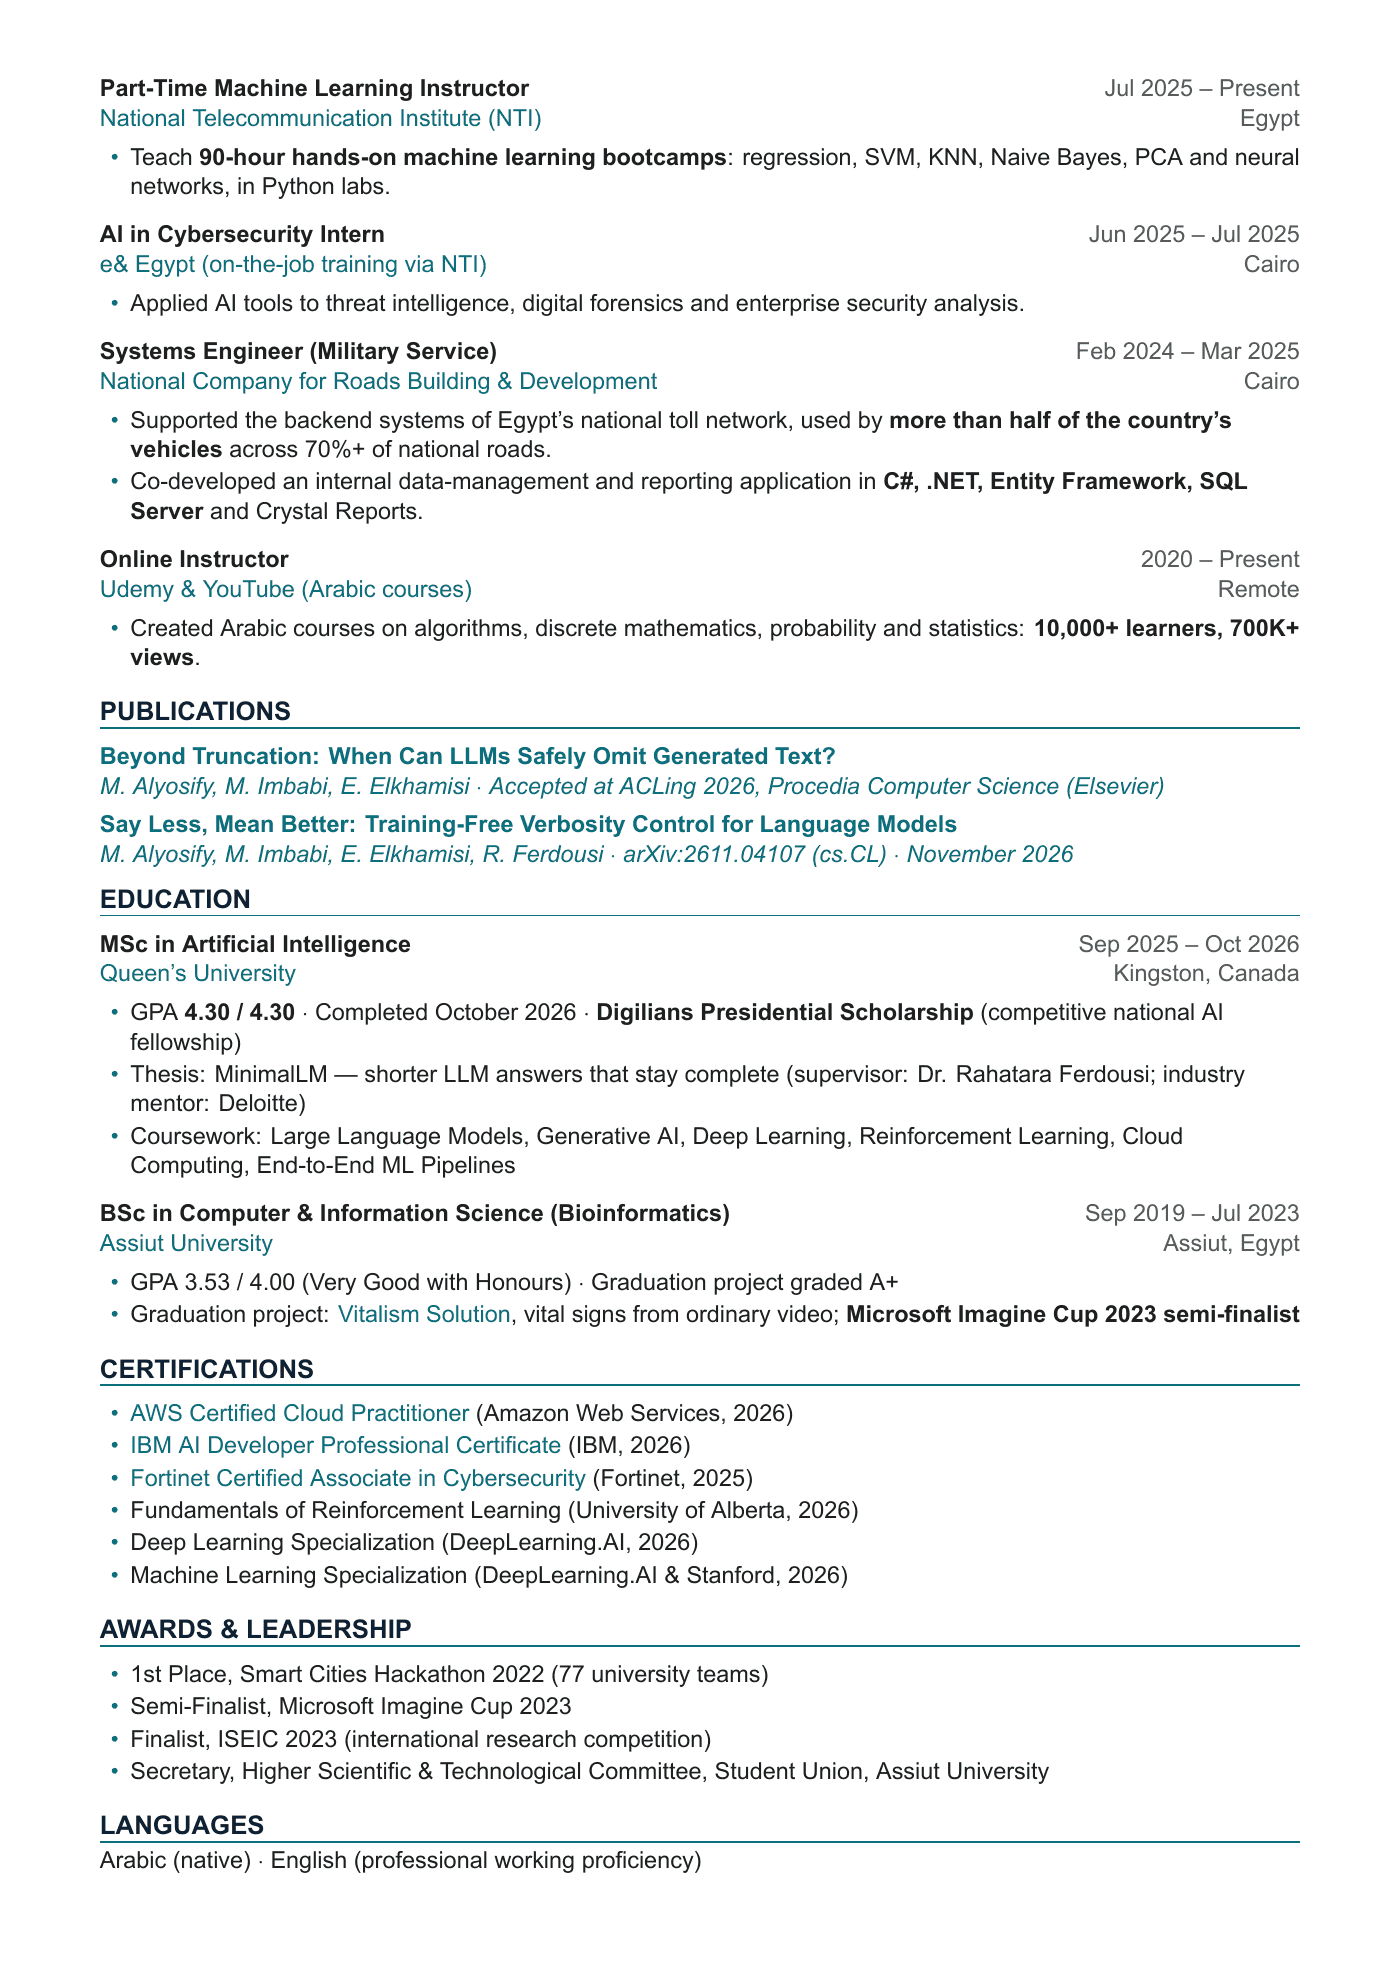 Part-Time Machine Learning Instructor Jul 2025 – Present
National Telecommunication Institute (NTI) Egypt
• Teach 90-hour hands-on machine learning bootcamps: regression, SVM, KNN, Naive Bayes, PCA and neural
networks, in Python labs.
AI in Cybersecurity Intern Jun 2025 – Jul 2025
e& Egypt (on-the-job training via NTI) Cairo
• Applied AI tools to threat intelligence, digital forensics and enterprise security analysis.
Systems Engineer (Military Service) Feb 2024 – Mar 2025
National Company for Roads Building & Development Cairo
• Supported the backend systems of Egypt’s national toll network, used by more than half of the country’s
vehicles across 70%+ of national roads.
• Co-developed an internal data-management and reporting application in C#, .NET, Entity Framework, SQL
Server and Crystal Reports.
Online Instructor 2020 – Present
Udemy & YouTube (Arabic courses) Remote
• Created Arabic courses on algorithms, discrete mathematics, probability and statistics: 10,000+ learners, 700K+
views.
PUBLICATIONS
Beyond Truncation: When Can LLMs Safely Omit Generated Text?
M. Alyosify, M. Imbabi, E. Elkhamisi · Accepted at ACLing 2026, Procedia Computer Science (Elsevier)
Say Less, Mean Better: Training-Free Verbosity Control for Language Models
M. Alyosify, M. Imbabi, E. Elkhamisi, R. Ferdousi · arXiv:2611.04107 (cs.CL) · November 2026
EDUCATION
MSc in Artificial Intelligence Sep 2025 – Oct 2026
Queen’s University Kingston, Canada
• GPA 4.30 / 4.30 · Completed October 2026 · Digilians Presidential Scholarship (competitive national AI
fellowship)
• Thesis: MinimalLM — shorter LLM answers that stay complete (supervisor: Dr. Rahatara Ferdousi; industry
mentor: Deloitte)
• Coursework: Large Language Models, Generative AI, Deep Learning, Reinforcement Learning, Cloud
Computing, End-to-End ML Pipelines
BSc in Computer & Information Science (Bioinformatics) Sep 2019 – Jul 2023
Assiut University Assiut, Egypt
• GPA 3.53 / 4.00 (Very Good with Honours) · Graduation project graded A+
• Graduation project: Vitalism Solution, vital signs from ordinary video; Microsoft Imagine Cup 2023 semi-finalist
CERTIFICATIONS
• AWS Certified Cloud Practitioner (Amazon Web Services, 2026)
• IBM AI Developer Professional Certificate (IBM, 2026)
• Fortinet Certified Associate in Cybersecurity (Fortinet, 2025)
• Fundamentals of Reinforcement Learning (University of Alberta, 2026)
• Deep Learning Specialization (DeepLearning.AI, 2026)
• Machine Learning Specialization (DeepLearning.AI & Stanford, 2026)
AWARDS & LEADERSHIP
• 1st Place, Smart Cities Hackathon 2022 (77 university teams)
• Semi-Finalist, Microsoft Imagine Cup 2023
• Finalist, ISEIC 2023 (international research competition)
• Secretary, Higher Scientific & Technological Committee, Student Union, Assiut University
LANGUAGES
Arabic (native) · English (professional working proficiency)